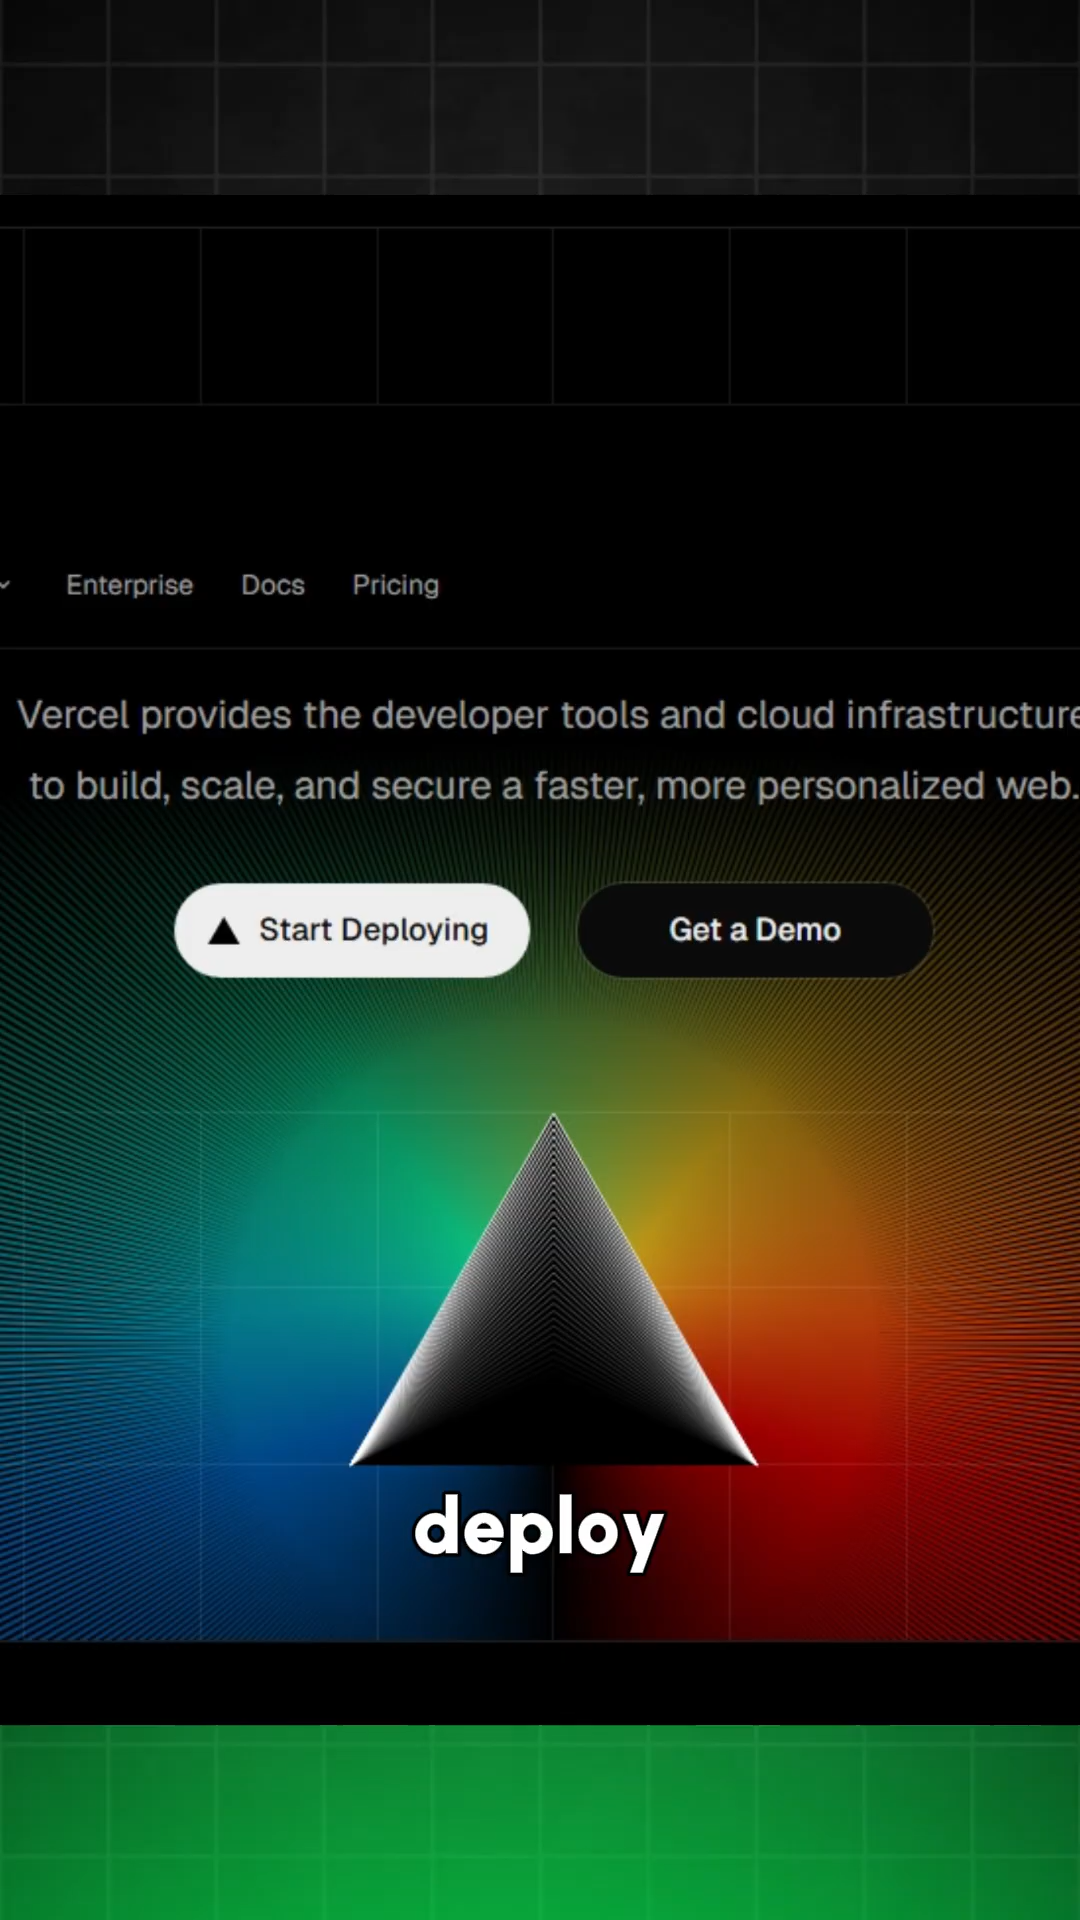 Enterprise Docs Pricing
Vercel provides the developer tools and cloud infrastructure
to build, scale, and secure a faster, more personalized web.
Start Deploying Get a Demo
deploy